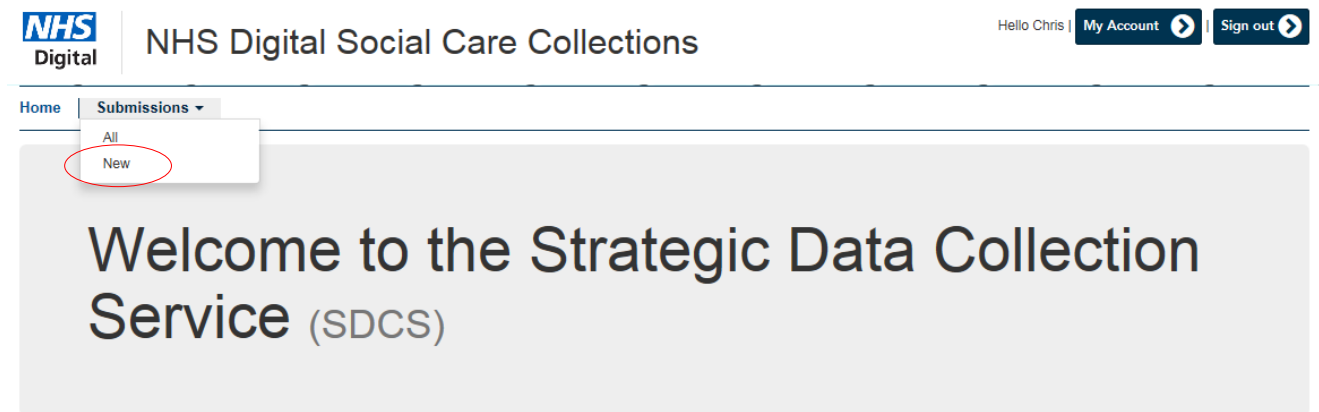 NHS
Digital
NHS Digital Social Care Collections
Hello Chris | My Account | Sign out
Home
Submissions
All
New
Welcome to the Strategic Data Collection
Service (SDCS)